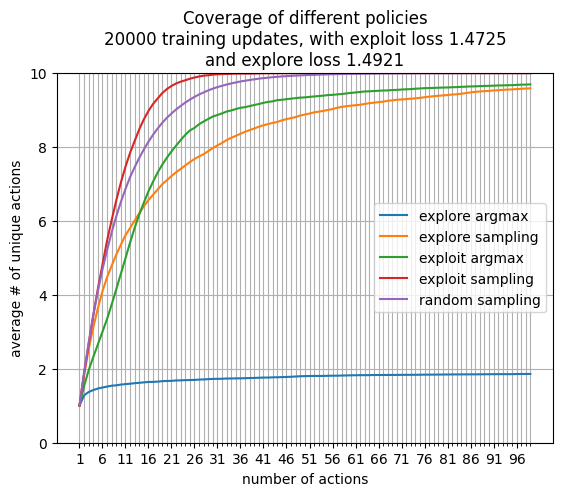 Coverage of different policies
20000 training updates, with exploit loss 1.4725
and explore loss 1.4921
average # of unique actions
10
8
6
4
2
0
explore argmax
explore sampling
exploit argmax
exploit sampling
random sampling
1 6 11 16 21 26 31 36 41 46 51 56 61 66 71 76 81 86 91 96
number of actions